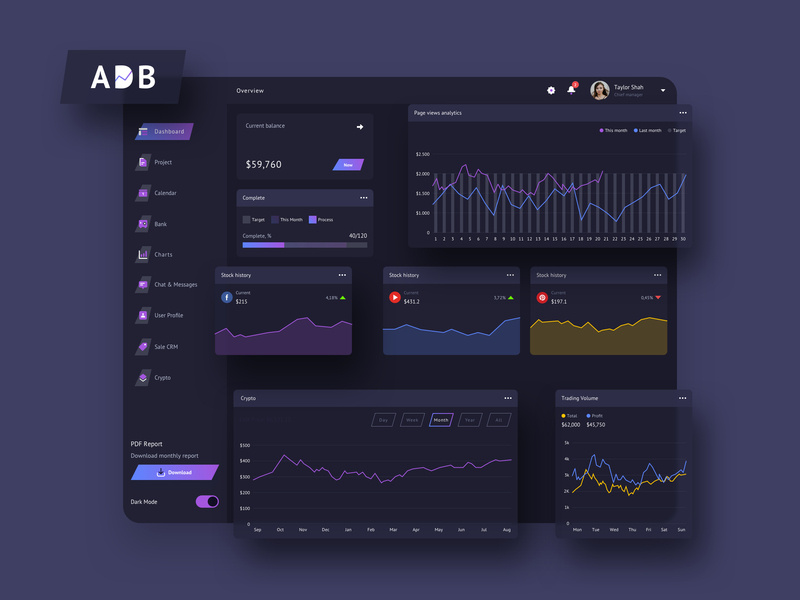 ADB
Overview
2
Taylor Shah
Chief manager
Dashboard
Project
Calendar
Bank
Charts
Chat & Messages
User Profile
Sale CRM
Crypto
PDF Report
Download monthly report
Download
Dark Mode
Current balance
$59,760
New
Complete
Target This Month Process
Complete, % 40/120
Page views analytics
This month Last month Target
$2.500
$2.000
$1.500
$1.000
0
1 2 3 4 5 6 7 8 9 10 11 12 13 14 15 16 17 18 19 20 21 22 23 24 25 26 27 28 29 30
Stock history
Current
$215
4,18%
Stock history
Current
$431.2
3,72%
Stock history
Current
$197.1
0,45%
Crypto
Day Week Month Year All
$500
$400
$300
$200
$100
0
Sep Oct Nov Dec Jan Feb Mar Apr May Jun Jul Aug
Trading Volume
Total Profit
$62,000 $45,750
5k
4k
3k
2k
1k
0
Mon Tue Wed Thu Fri Sat Sun